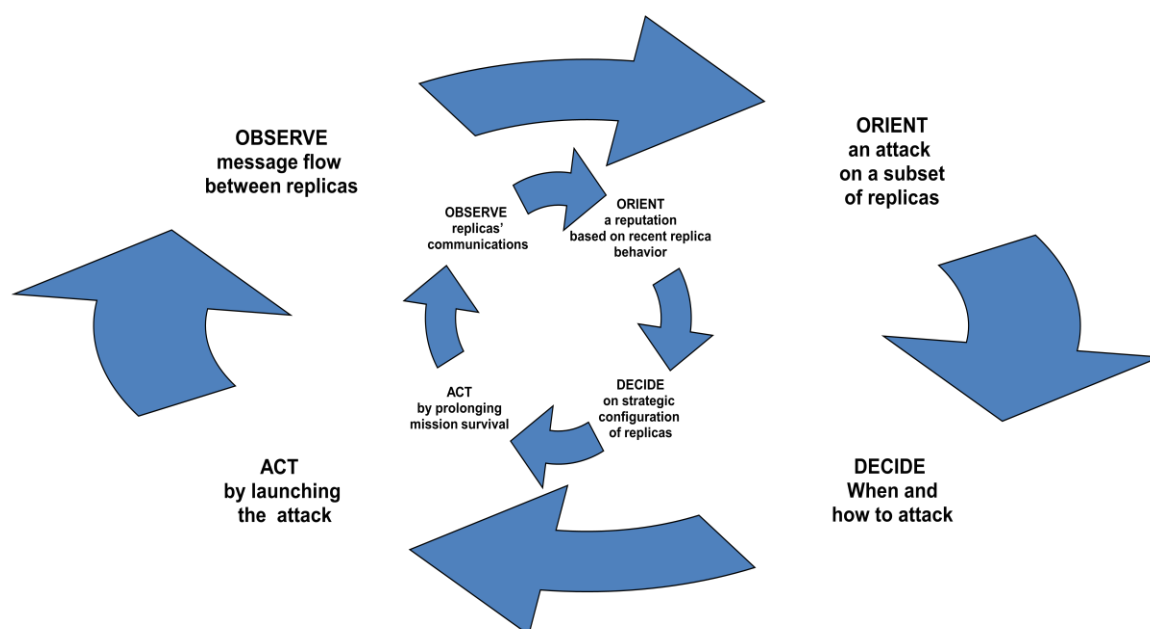 OBSERVE
message flow
between replicas
ORIENT
an attack
on a subset
of replicas
OBSERVE
replicas'
communications
ORIENT
a reputation
based on recent replica
behavior
ACT
by prolonging
mission survival
DECIDE
on strategic
configuration
of replicas
ACT
by launching
the attack
DECIDE
When and
how to attack